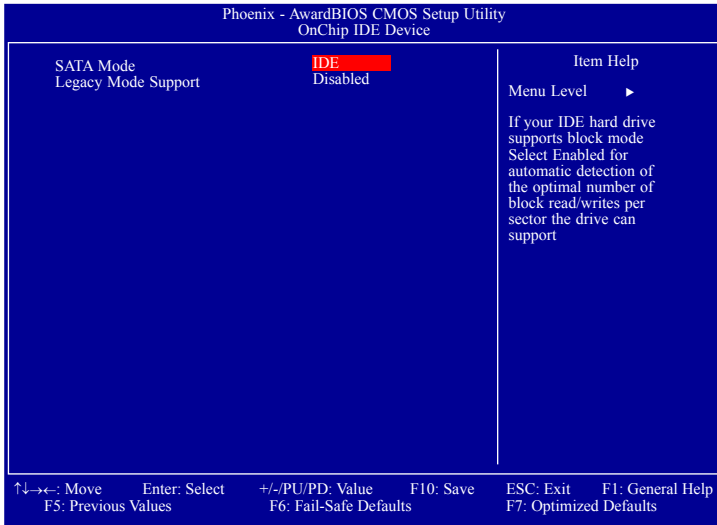 Phoenix - AwardBIOS CMOS Setup Utility
OnChip IDE Device
SATA Mode IDE
Legacy Mode Support Disabled
Item Help
Menu Level ►
If your IDE hard drive
supports block mode
Select Enabled for
automatic detection of
the optimal number of
block read/writes per
sector the drive can
support
↑↓→←: Move Enter: Select +/-/PU/PD: Value F10: Save ESC: Exit F1: General Help
F5: Previous Values F6: Fail-Safe Defaults F7: Optimized Defaults